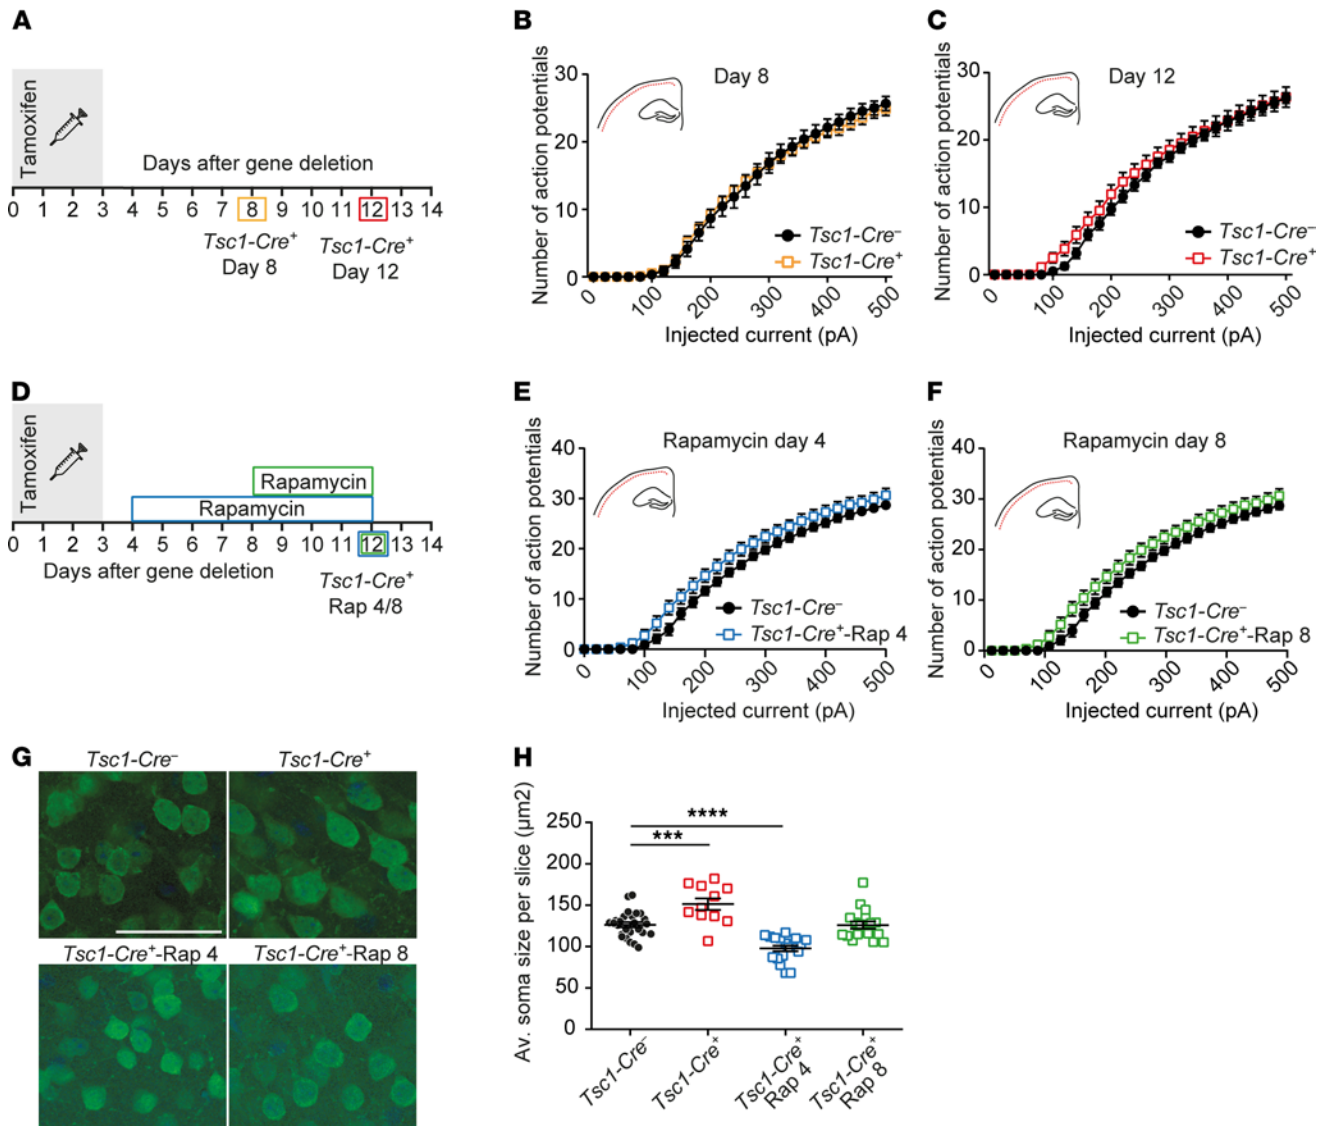 A
Tamoxifen
Days after gene deletion
0 1 2 3 4 5 6 7 8 9 10 11 12 13 14
Tsc1-Cre+
Day 8
Tsc1-Cre+
Day 12
B
Number of action potentials
Day 8
30
20
10
0
Tsc1-Cre–
Tsc1-Cre+
0 100 200 300 400 500
Injected current (pA)
C
Number of action potentials
Day 12
30
20
10
0
Tsc1-Cre–
Tsc1-Cre+
0 100 200 300 400 500
Injected current (pA)
D
Tamoxifen
Rapamycin
Rapamycin
0 1 2 3 4 5 6 7 8 9 10 11 12 13 14
Days after gene deletion
Tsc1-Cre+
Rap 4/8
E
Number of action potentials
Rapamycin day 4
40
30
20
10
0
Tsc1-Cre–
Tsc1-Cre+-Rap 4
0 100 200 300 400 500
Injected current (pA)
F
Number of action potentials
Rapamycin day 8
40
30
20
10
0
Tsc1-Cre–
Tsc1-Cre+-Rap 8
0 100 200 300 400 500
Injected current (pA)
G
Tsc1-Cre–
Tsc1-Cre+
Tsc1-Cre+-Rap 4
Tsc1-Cre+-Rap 8
H
Av. soma size per slice (µm2)
250
200
150
100
50
0
****
***
Tsc1-Cre–
Tsc1-Cre+
Tsc1-Cre+
Rap 4
Tsc1-Cre+
Rap 8